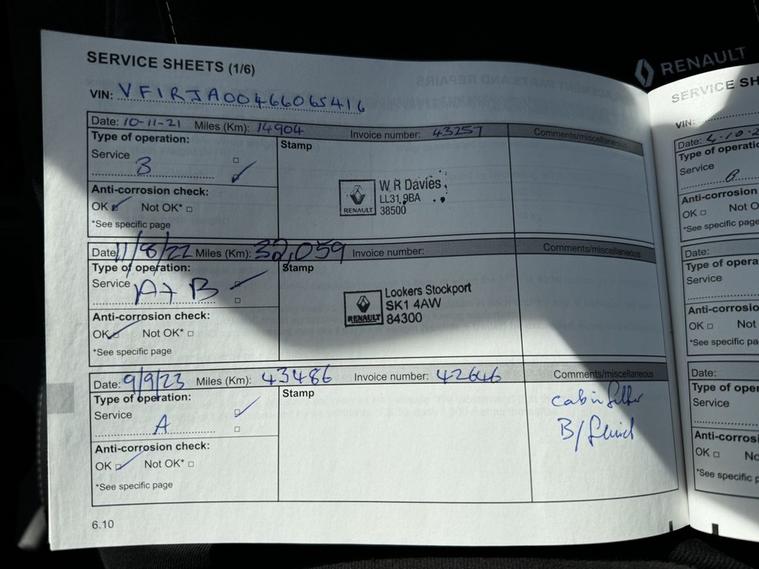 SERVICE SHEETS (1/6)
VIN: VF1RJA00466065416
Date: 10-11-21 Miles (Km): 14904 Invoice number: 43257 Comments/miscellaneous
Type of operation:
Stamp
Service
B
W R Davies
LL31 9BA
38500
RENAULT
Anti-corrosion check:
OK Not OK*
*See specific page
Date: 11/8/22 Miles (Km): 32,059 Invoice number: Comments/miscellaneous
Type of operation:
Stamp
Service A+B
Lookers Stockport
SK1 4AW
84300
RENAULT
Anti-corrosion check:
OK Not OK*
*See specific page
Date: 9/9/23 Miles (Km): 43486 Invoice number: 42646 Comments/miscellaneous
Type of operation:
Stamp
cabin filter
Service
A
B/fluid
Anti-corrosion check:
OK Not OK*
*See specific page
6.10
RENAULT
SERVICE SH
VIN:
Date:
Type of operatio
Service
Anti-corrosion
OK Not O
*See specific pag
Date:
Type of opera
Service
Anti-corrosion
OK Not
*See specific pa
Date:
Type of oper
Service
Anti-corrosi
OK No
*See specific